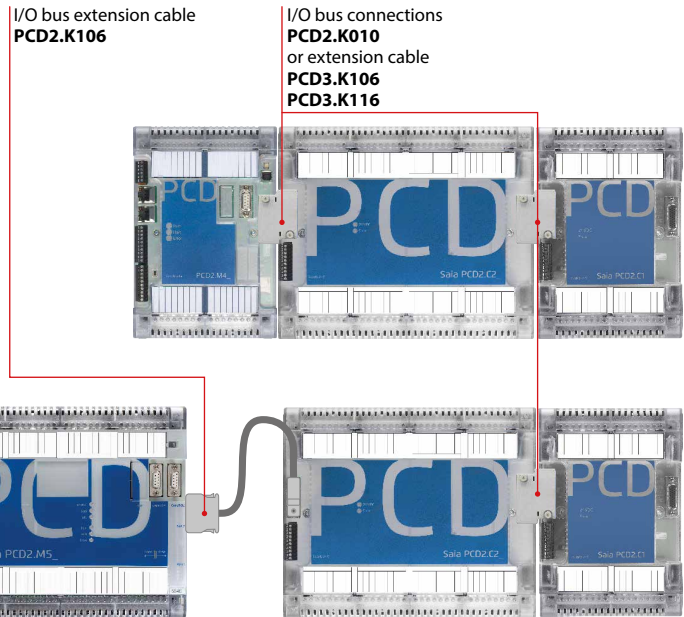 I/O bus extension cable
PCD2.K106
I/O bus connections
PCD2.K010
or extension cable
PCD3.K106
PCD3.K116
PCD
PCD2.M4_
PCD
Saia PCD2.C2
PCD
Saia PCD2.C1
PCD
PCD2.M5_
PCD
Saia PCD2.C2
PCD
Saia PCD2.C1